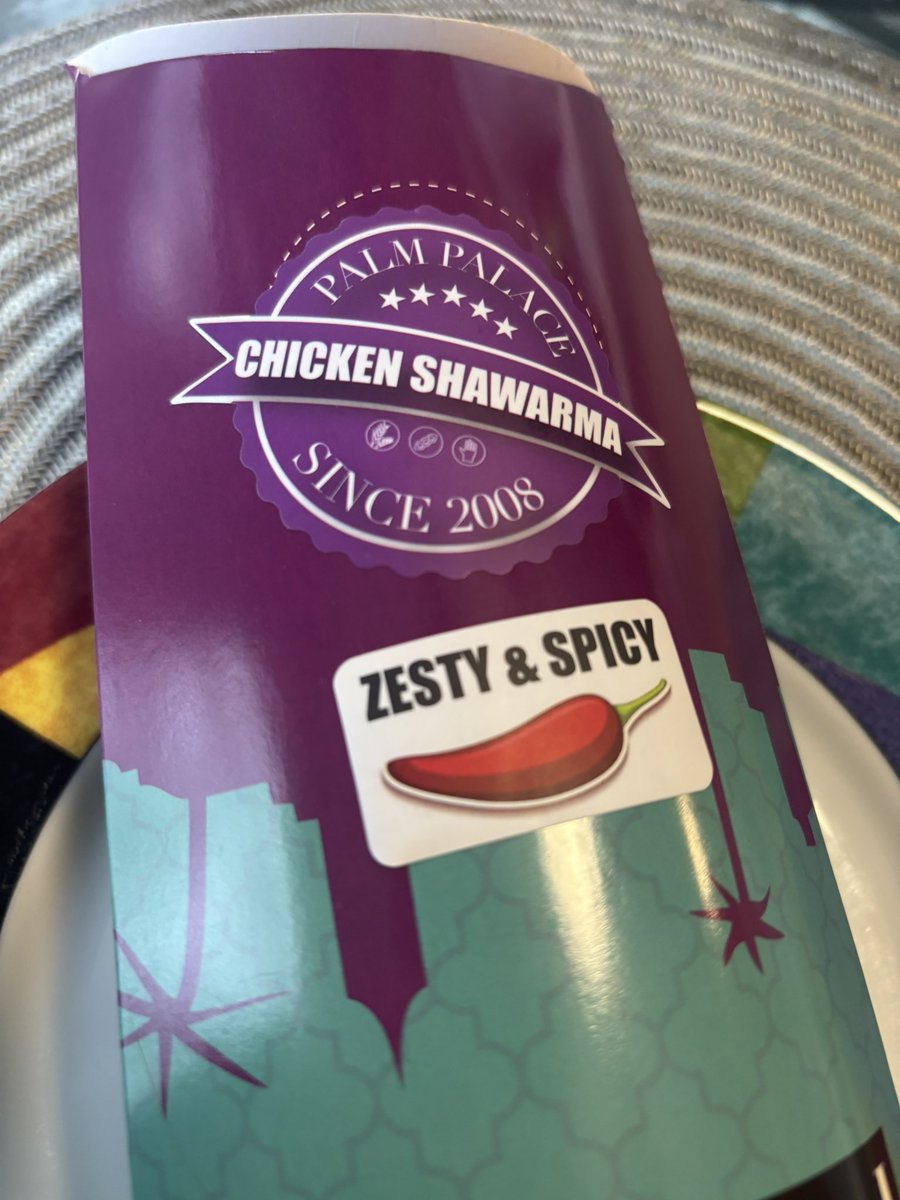 PALM PALACE
CHICKEN SHAWARMA
SINCE 2008
ZESTY & SPICY